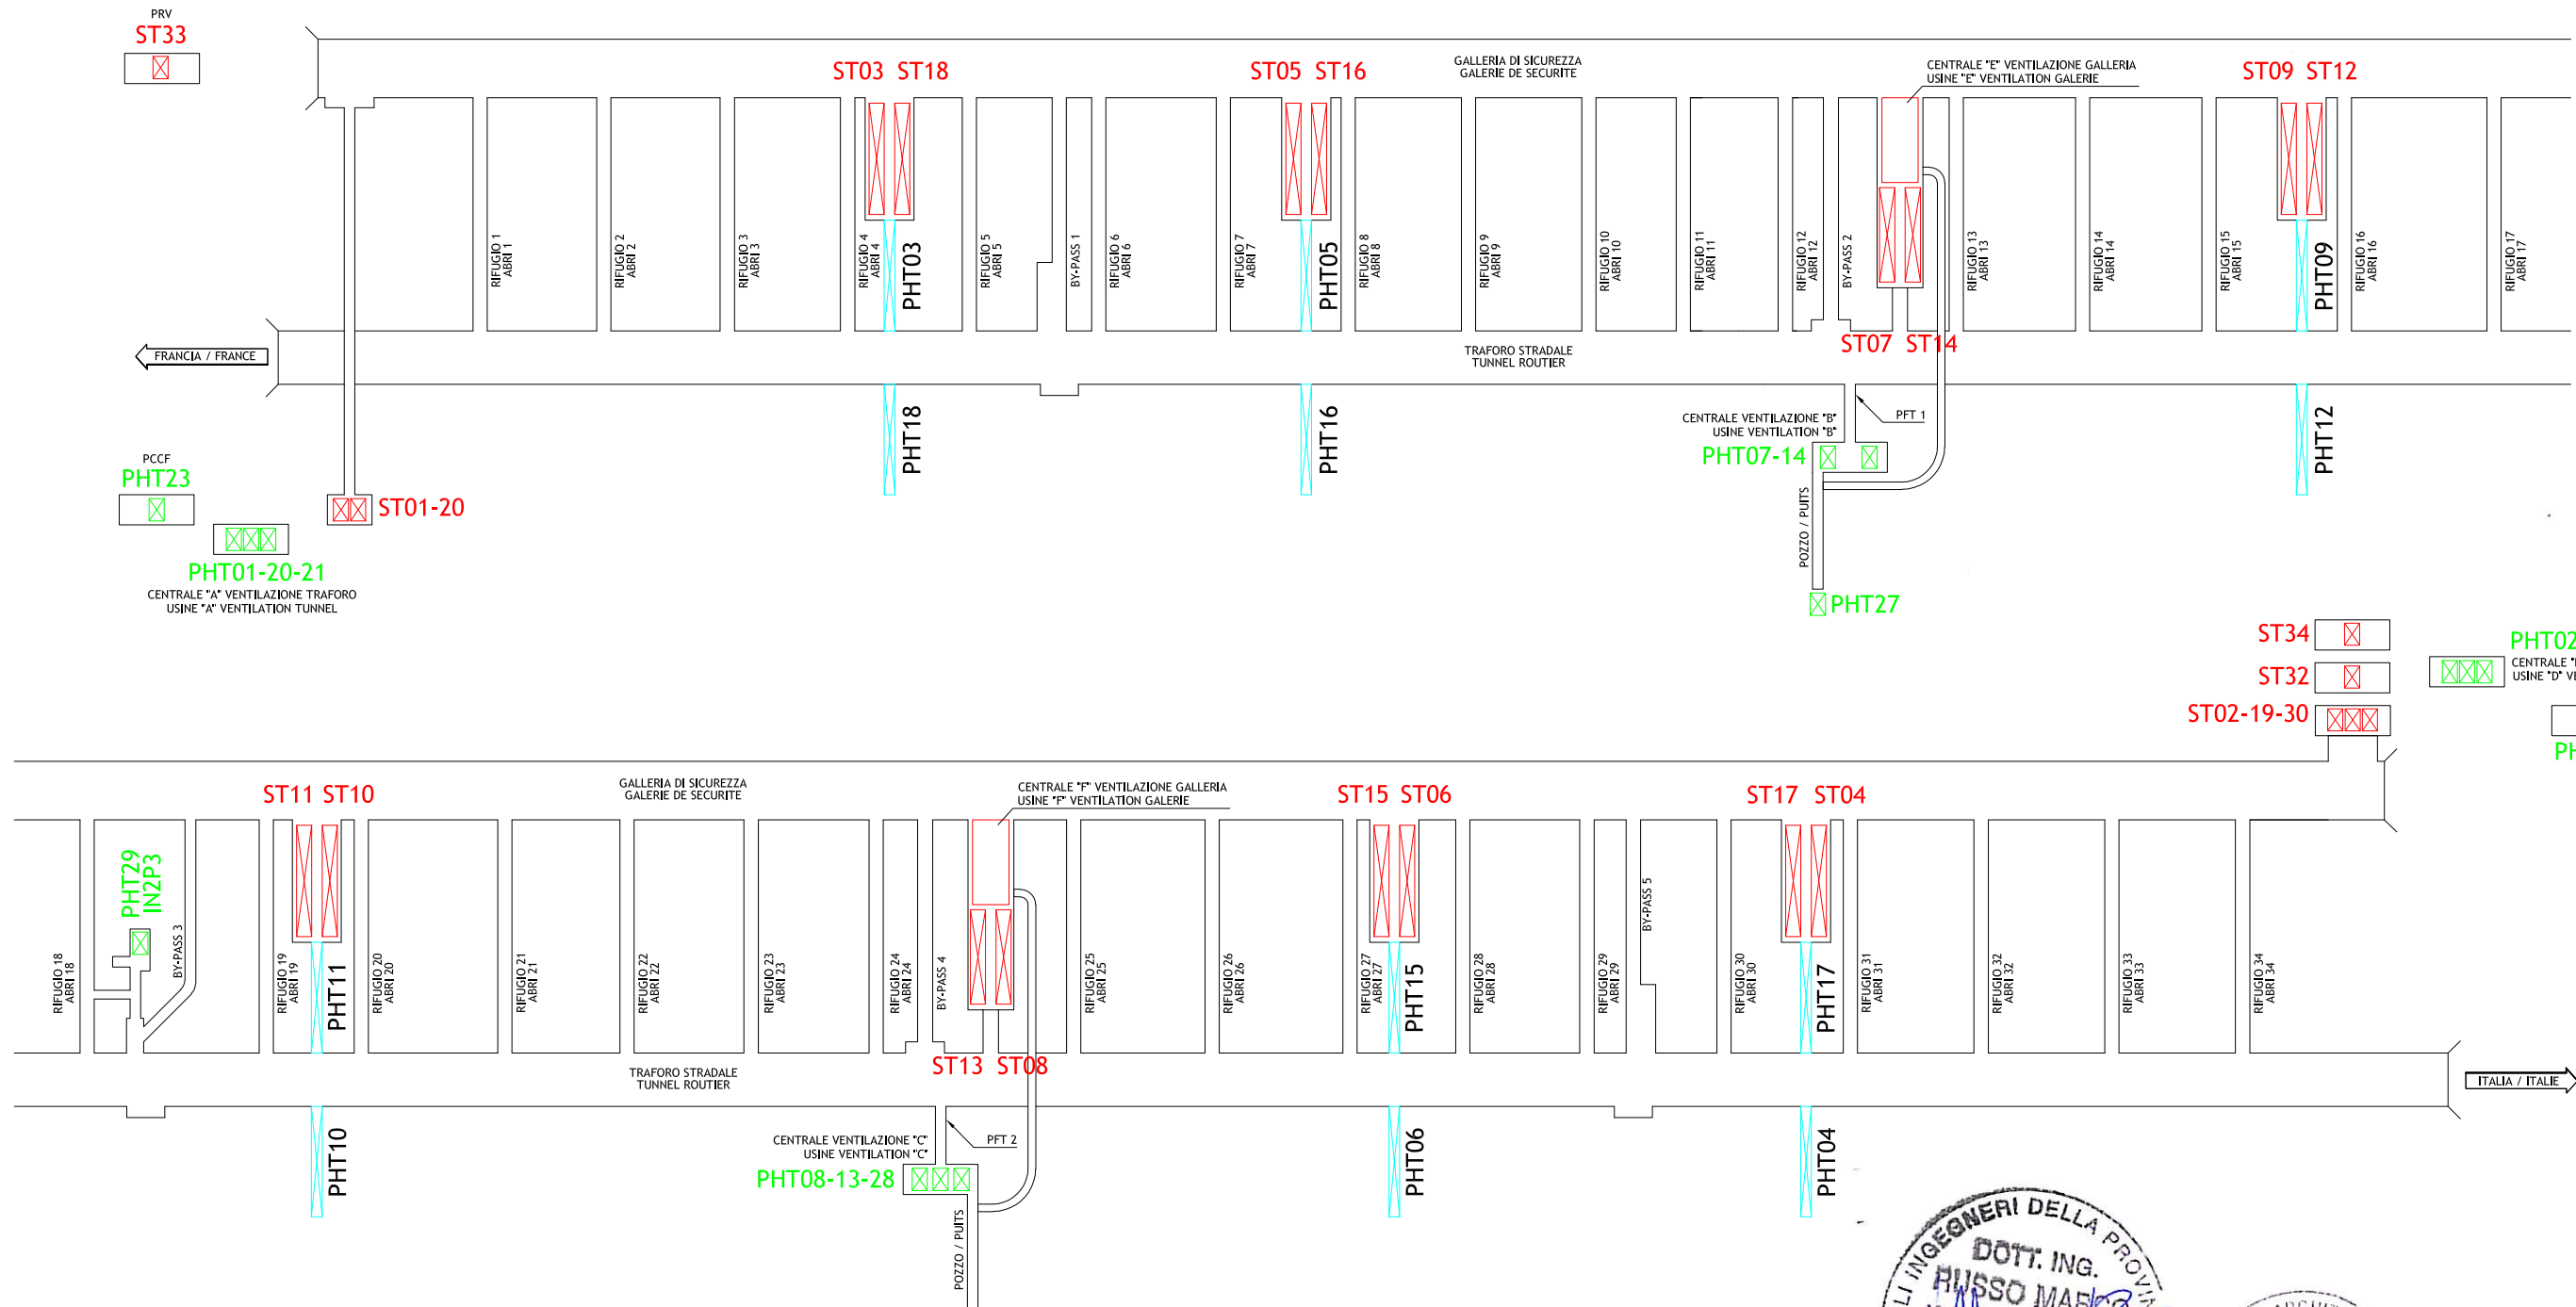 PRV
ST33
ST03 ST18
ST05 ST16
GALLERIA DI SICUREZZA
GALERIE DE SECURITE
CENTRALE "E" VENTILAZIONE GALLERIA
USINE "E" VENTILATION GALERIE
ST09 ST12
RIFUGIO 1
ABRI 1
RIFUGIO 2
ABRI 2
RIFUGIO 3
ABRI 3
RIFUGIO 4
ABRI 4
PHT03
RIFUGIO 5
ABRI 5
BY-PASS 1
RIFUGIO 6
ABRI 6
RIFUGIO 7
ABRI 7
PHT05
RIFUGIO 8
ABRI 8
RIFUGIO 9
ABRI 9
RIFUGIO 10
ABRI 10
RIFUGIO 11
ABRI 11
RIFUGIO 12
ABRI 12
BY-PASS 2
RIFUGIO 13
ABRI 13
RIFUGIO 14
ABRI 14
RIFUGIO 15
ABRI 15
PHT09
RIFUGIO 16
ABRI 16
RIFUGIO 17
ABRI 17
FRANCIA / FRANCE
TRAFORO STRADALE
TUNNEL ROUTIER
ST07 ST14
PHT18
PHT16
CENTRALE VENTILAZIONE "B"
USINE VENTILATION "B"
PFT 1
PHT12
PHT07-14
PCCF
PHT23
ST01-20
POZZO / PUITS
PHT01-20-21
CENTRALE "A" VENTILAZIONE TRAFORO
USINE "A" VENTILATION TUNNEL
PHT27
ST34
PHT02
CENTRALE
USINE "D"
ST32
ST02-19-30
ST11 ST10
GALLERIA DI SICUREZZA
GALERIE DE SECURITE
CENTRALE "F" VENTILAZIONE GALLERIA
USINE "F" VENTILATION GALERIE
ST15 ST06
ST17 ST04
RIFUGIO 18
ABRI 18
PHT29
IN2P3
BY-PASS 3
RIFUGIO 19
ABRI 19
PHT11
RIFUGIO 20
ABRI 20
RIFUGIO 21
ABRI 21
RIFUGIO 22
ABRI 22
RIFUGIO 23
ABRI 23
RIFUGIO 24
ABRI 24
BY-PASS 4
RIFUGIO 25
ABRI 25
RIFUGIO 26
ABRI 26
RIFUGIO 27
ABRI 27
PHT15
RIFUGIO 28
ABRI 28
RIFUGIO 29
ABRI 29
BY-PASS 5
RIFUGIO 30
ABRI 30
PHT17
RIFUGIO 31
ABRI 31
RIFUGIO 32
ABRI 32
RIFUGIO 33
ABRI 33
RIFUGIO 34
ABRI 34
ST13 ST08
TRAFORO STRADALE
TUNNEL ROUTIER
ITALIA / ITALIE
PHT10
CENTRALE VENTILAZIONE "C"
USINE VENTILATION "C"
PFT 2
PHT08-13-28
PHT06
PHT04
POZZO / PUITS
INGEGNERI DELLA
DOTT. ING.
RUSSO